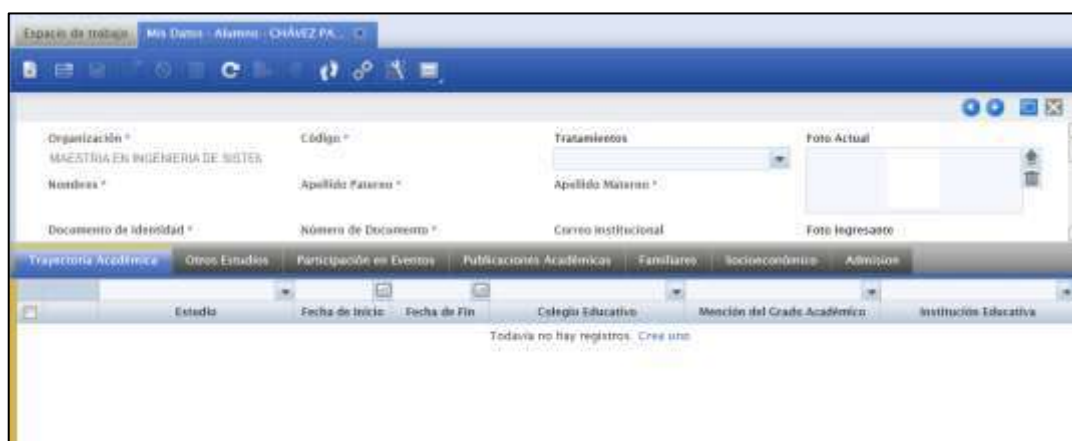 Espacio de trabajo Mis Datos - Alumno - CHÁVEZ PA...
Organización * Código * Tratamientos Foto Actual
MAESTRIA EN INGENIERIA DE SISTEM
Nombres * Apellido Paterno * Apellido Materno *
Documento de Identidad * Número de Documento * Correo Institucional Foto Ingresante
Trayectoria Académica Otros Estudios Participación en Eventos Publicaciones Académicas Familiares Socioeconómico Admision
Estudio Fecha de Inicio Fecha de Fin Colegio Educativo Mención del Grado Académico Institución Educativa
Todavía no hay registros. Crea uno.